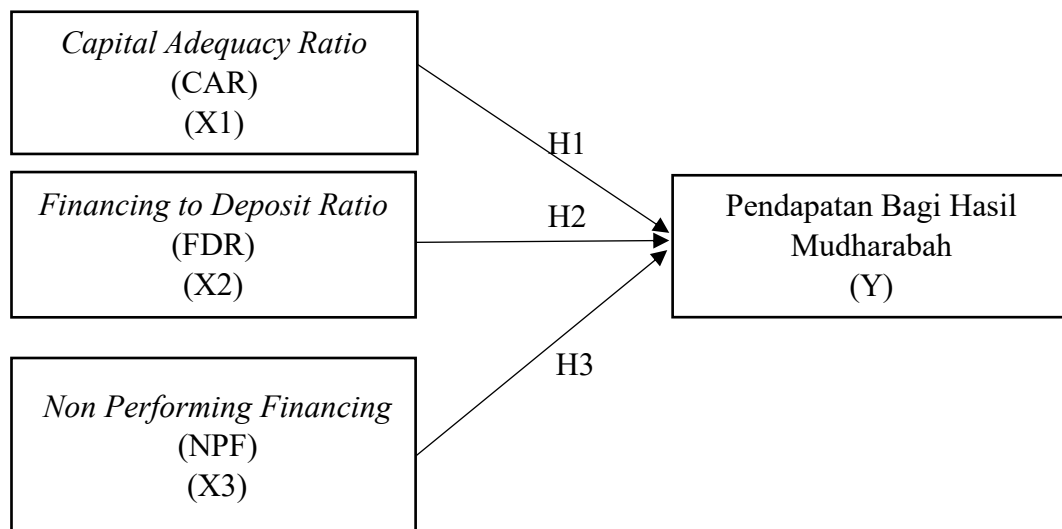 Capital Adequacy Ratio
(CAR)
(X1)
H1
Financing to Deposit Ratio
(FDR)
(X2)
H2
Pendapatan Bagi Hasil
Mudharabah
(Y)
H3
Non Performing Financing
(NPF)
(X3)